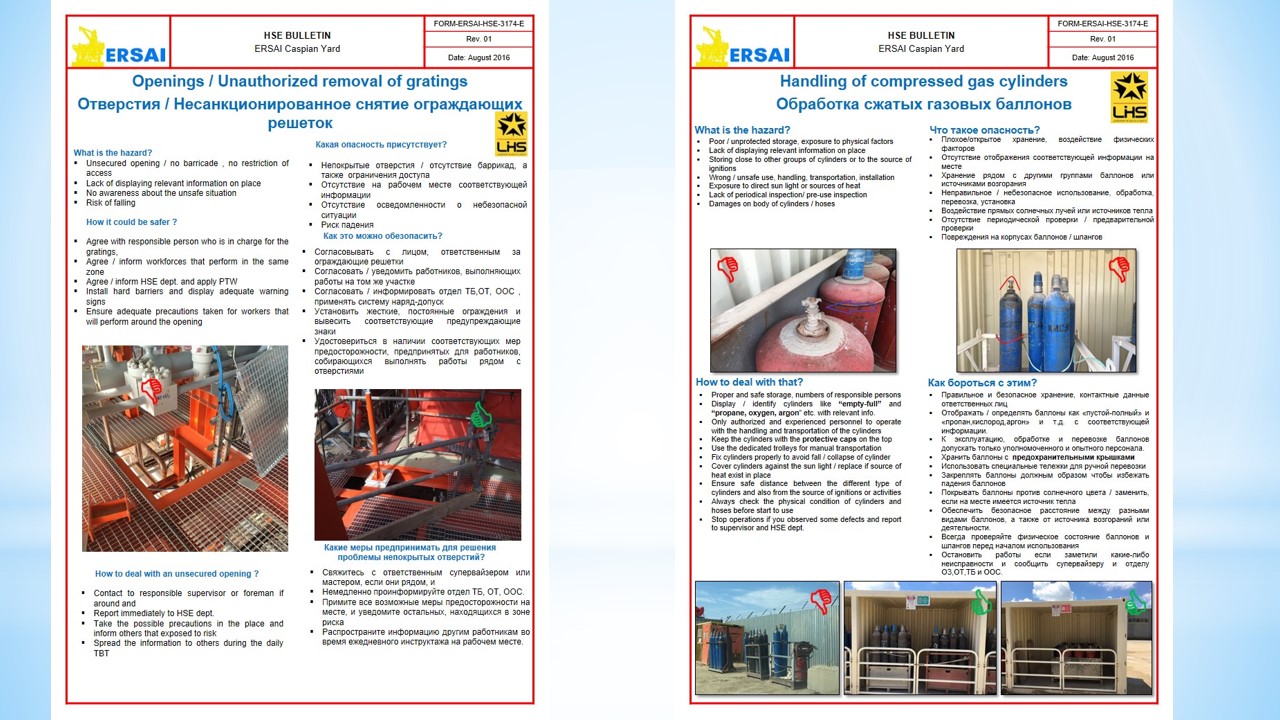 ERSAI
HSE BULLETIN
ERSAI Caspian Yard
FORM-ERSAI-HSE-3174-E
Rev. 01
Date: August 2016
Openings / Unauthorized removal of gratings
Отверстия / Несанкционированное снятие ограждающих
решеток
LHS
What is the hazard?
Unsecured opening / no barricade , no restriction of
access
Lack of displaying relevant information on place
No awareness about the unsafe situation
Risk of falling
How it could be safer ?
Agree with responsible person who is in charge for the
gratings,
Agree / inform workforces that perform in the same
zone
Agree / inform HSE dept. and apply PTW
Install hard barriers and display adequate warning
signs
Ensure adequate precautions taken for workers that
will perform around the opening
How to deal with an unsecured opening ?
Contact to responsible supervisor or foreman if
around and
Report immediately to HSE dept.
Take the possible precautions in the place and
inform others that exposed to risk
Spread the information to others during the daily
TBT
Какая опасность присутствует?
Непокрытые отверстия / отсутствие баррикад, а
также ограничения доступа
Отсутствие на рабочем месте соответствующей
информации
Отсутствие осведомленности о небезопасной
ситуации
Риск падения
Как это можно обезопасить?
Согласовывать с лицом, ответственным за
ограждающие решетки
Согласовать / уведомить работников, выполняющих
работы на том же участке
Согласовать / информировать отдел ТБ,ОТ, ООС ,
применять систему наряд-допуск
Установить жесткие, постоянные ограждения и
вывесить соответствующие предупреждающие
знаки
Удостовериться в наличии соответствующих мер
предосторожности, предпринятых для работников,
собирающихся выполнять работы рядом с
отверстиями
Какие меры предпринимать для решения
проблемы непокрытых отверстий?
Свяжитесь с ответственным супервайзером или
мастером, если они рядом, и
Немедленно проинформируйте отдел ТБ, ОТ, ООС.
Примите все возможные меры предосторожности на
месте, и уведомите остальных, находящихся в зоне
риска
Распространите информацию другим работникам во
время ежедневного инструктажа на рабочем месте.
ERSAI
HSE BULLETIN
ERSAI Caspian Yard
FORM-ERSAI-HSE-3174-E
Rev. 01
Date: August 2016
Handling of compressed gas cylinders
Обработка сжатых газовых баллонов
LHS
What is the hazard?
Poor / unprotected storage, exposure to physical factors
Lack of displaying relevant information on place
Storing close to other groups of cylinders or to the source of
ignitions
Wrong / unsafe use, handling, transportation, installation
Exposure to direct sun light or sources of heat
Lack of periodical inspection/ pre-use inspection
Damages on body of cylinders / hoses
Что такое опасность?
Плохое/открытое хранение, воздействие физических
факторов
Отсутствие отображения соответствующей информации на
месте
Хранение рядом с другими группами баллонов или
источниками возгорания
Неправильное / небезопасное использование, обработка,
перевозка, установка
Воздействие прямых солнечных лучей или источников тепла
Отсутствие периодической проверки / предварительной
проверки
Повреждения на корпусах баллонов / шлангов
How to deal with that?
Proper and safe storage, numbers of responsible persons
Display / identify cylinders like “empty-full” and
“propane, oxygen, argon” etc. with relevant info.
Only authorized and experienced personnel to operate
with the handling and transportation of the cylinders
Keep the cylinders with the protective caps on the top
Use the dedicated trolleys for manual transportation
Fix cylinders properly to avoid fall / collapse of cylinder
Cover cylinders against the sun light / replace if source of
heat exist in place
Ensure safe distance between the different type of
cylinders and also from the source of ignitions or activities
Always check the physical condition of cylinders and
hoses before start to use
Stop operations if you observed some defects and report
to supervisor and HSE dept.
Как бороться с этим?
Правильное и безопасное хранение, контактные данные
ответственных лиц
Отображать / определять баллоны как «пустой-полный» и
«пропан,кислород,аргон» и т.д. с соответствующей
информации.
К эксплуатацию, обработке и перевозке баллонов
допускать только уполномоченного и опытного персонала.
Хранить баллоны с предохранительными крышками
Использовать специальные тележки для ручной перевозки
Закреплять баллоны должным образом чтобы избежать
падения баллонов
Покрывать баллоны против солнечного цвета / заменить,
если на месте имеется источник тепла
Обеспечить безопасное расстояние между разными
видами баллонов, а также от источника возгораний или
деятельности.
Всегда проверяйте физическое состояние баллонов и
шлангов перед началом использования
Остановить работы если заметили какие-либо
неисправности и сообщить супервайзеру и отделу
ОЗ,ОТ,ТБ и ООС.